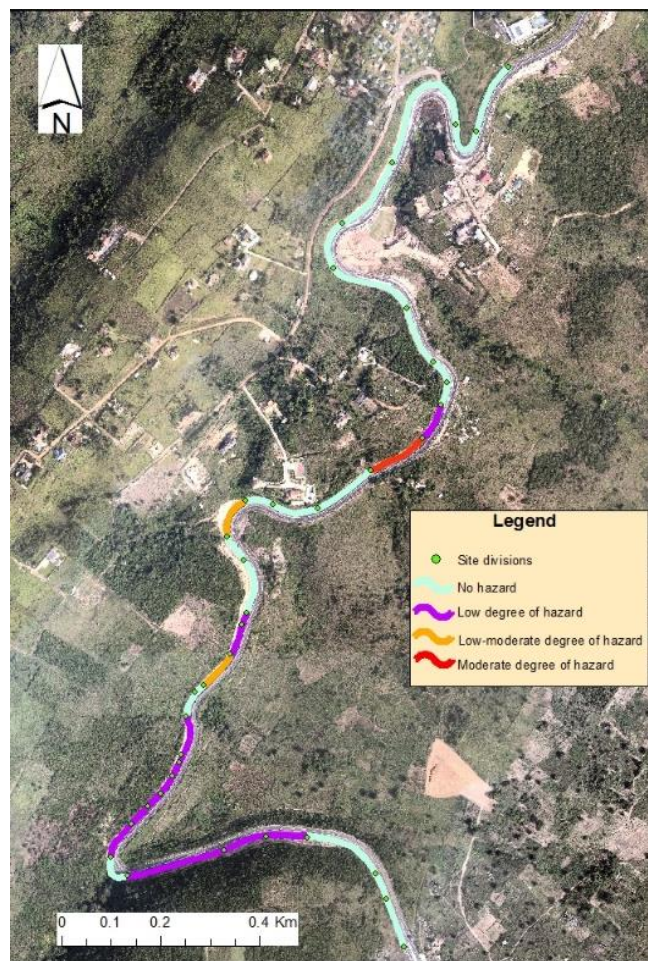 N
Legend
Site divisions
No hazard
Low degree of hazard
Low-moderate degree of hazard
Moderate degree of hazard
0 0.1 0.2 0.4 Km